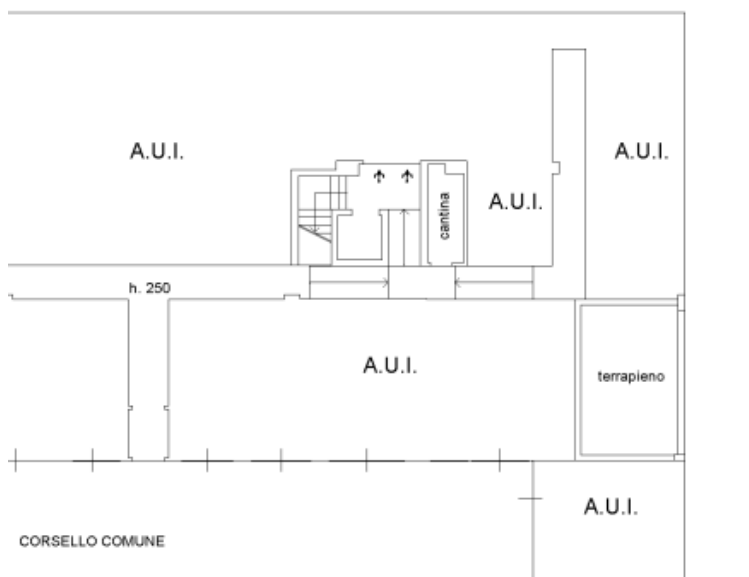 A.U.I.
A.U.I.
A.U.I.
cantina
h. 250
A.U.I.
terrapieno
A.U.I.
CORSELLO COMUNE